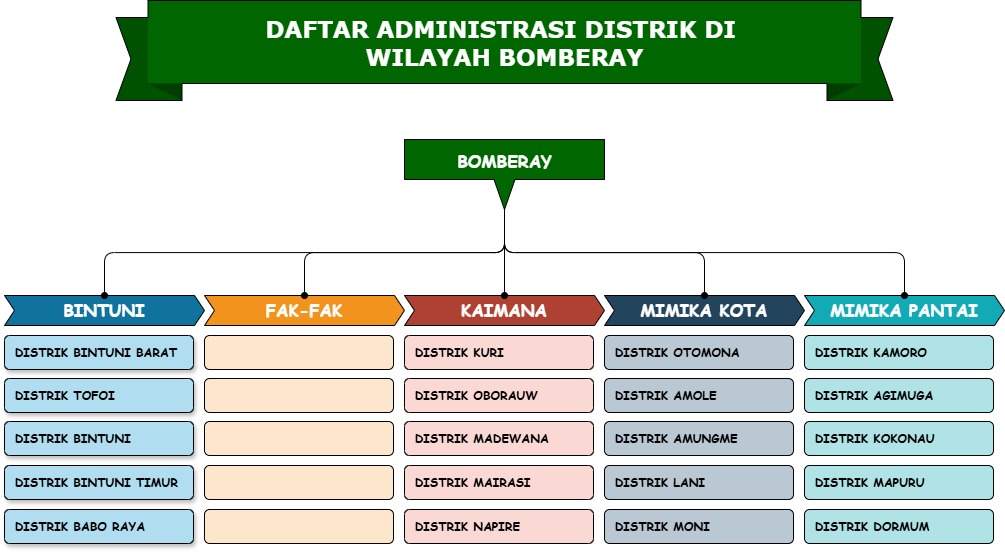 DAFTAR ADMINISTRASI DISTRIK DI
WILAYAH BOMBERAY
BOMBERAY
BINTUNI
FAK-FAK
KAIMANA
MIMIKA KOTA
MIMIKA PANTAI
DISTRIK BINTUNI BARAT
DISTRIK KURI
DISTRIK OTOMONA
DISTRIK KAMORO
DISTRIK TOFOI
DISTRIK OBORAUW
DISTRIK AMOLE
DISTRIK AGIMUGA
DISTRIK BINTUNI
DISTRIK MADEWANA
DISTRIK AMUNGME
DISTRIK KOKONAU
DISTRIK BINTUNI TIMUR
DISTRIK MAIRASI
DISTRIK LANI
DISTRIK MAPURU
DISTRIK BABO RAYA
DISTRIK NAPIRE
DISTRIK MONI
DISTRIK DORMUM